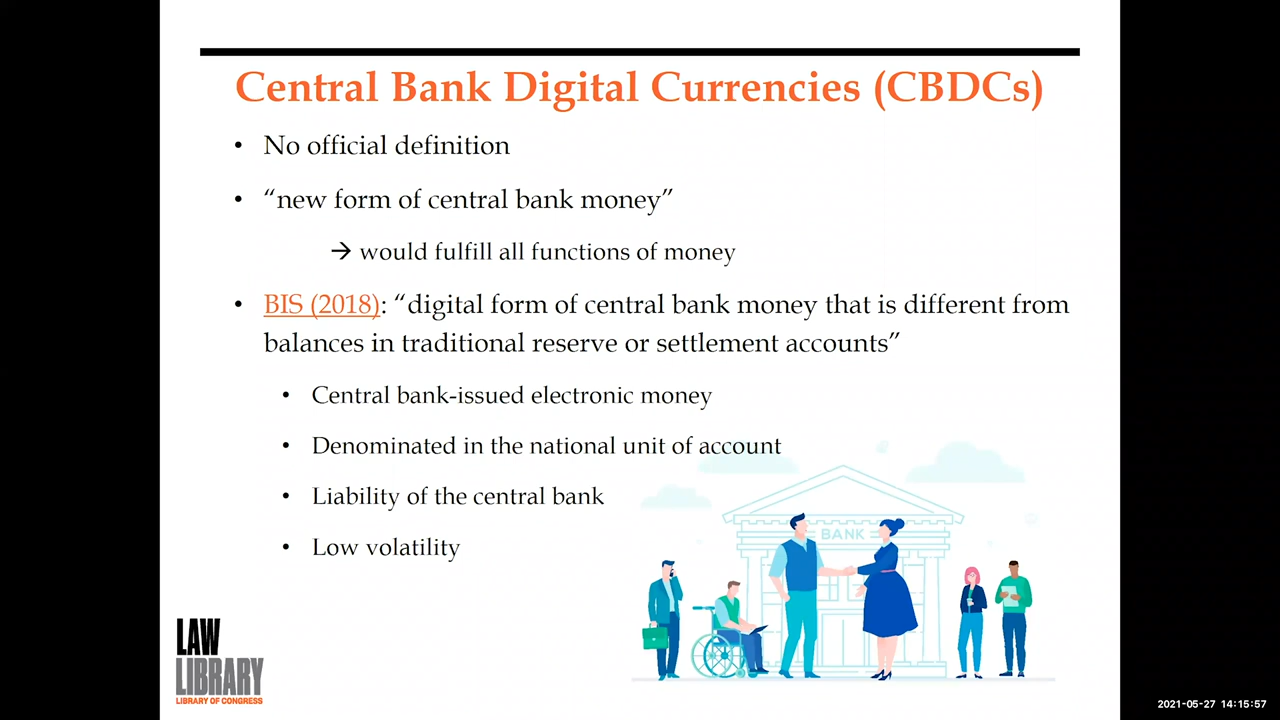 Central Bank Digital Currencies (CBDCs)
• No official definition
• “new form of central bank money”
→ would fulfill all functions of money
• BIS (2018): “digital form of central bank money that is different from
balances in traditional reserve or settlement accounts”
• Central bank-issued electronic money
• Denominated in the national unit of account
• Liability of the central bank
• Low volatility
BANK
LAW
LIBRARY
LIBRARY OF CONGRESS
2021-05-27 14:15:57